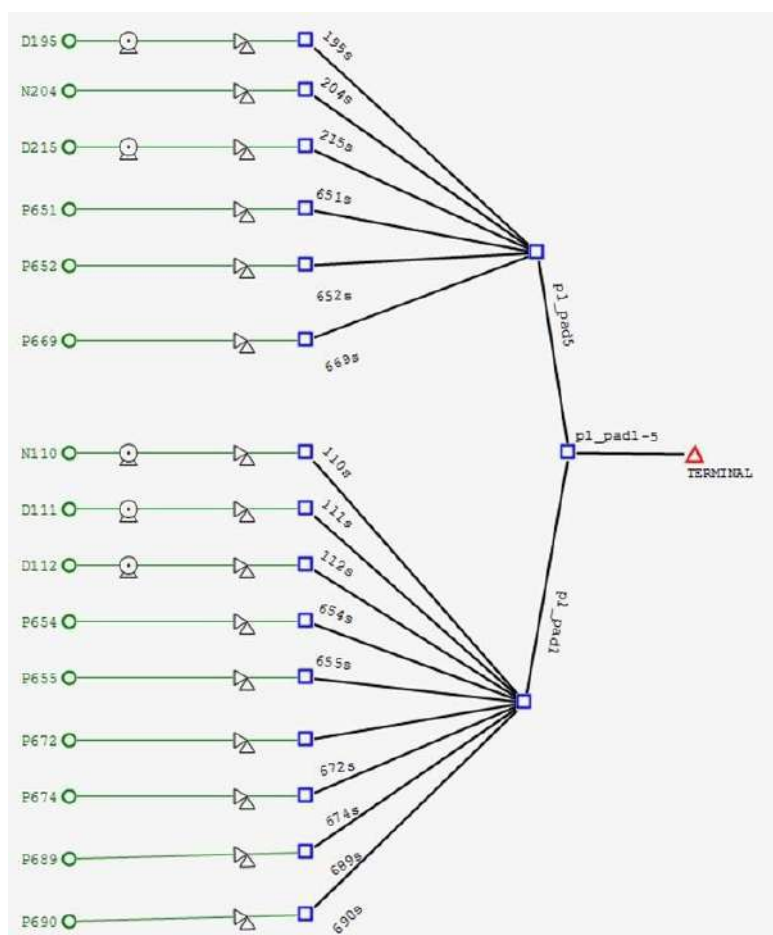 D195
195s
N204
204s
D215
215s
P651
651s
P652
652s
P669
669s
pl_pad5
N110
110s
pl_pad1-5
TERMINAL
D111
111s
D112
112s
P654
654s
pl_pad1
P655
655s
P672
672s
P674
674s
P689
689s
P690
690s